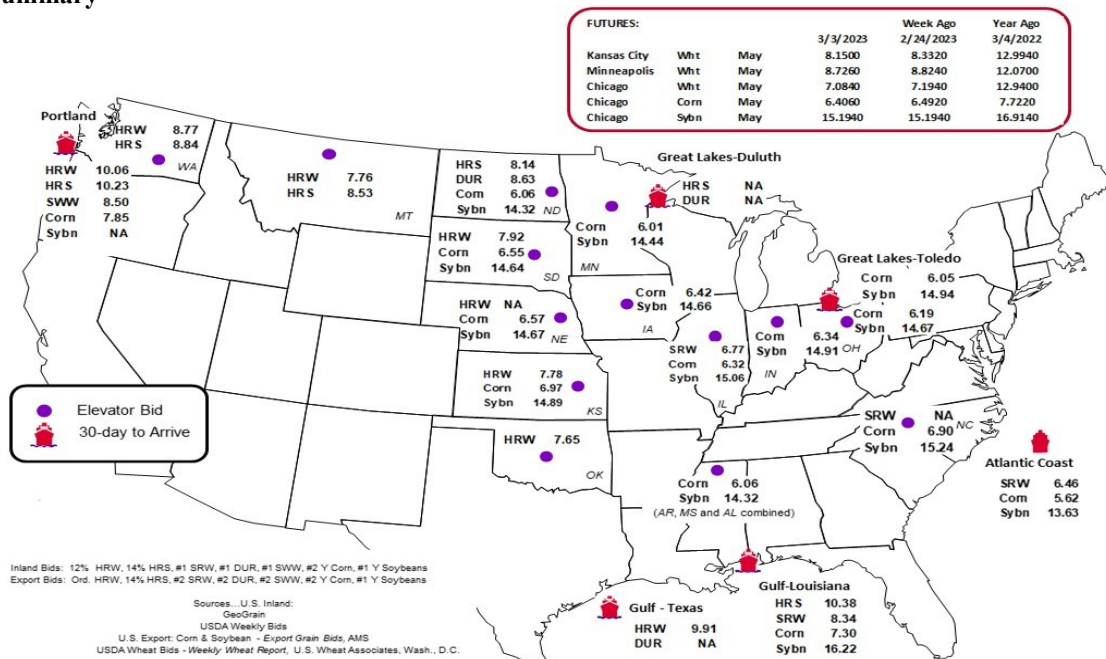 FUTURES:
Week Ago Year Ago
3/3/2023 2/24/2023 3/4/2022
Kansas City Wht May 8.1500 8.3320 12.9940
Minneapolis Wht May 8.7260 8.8240 12.0700
Chicago Wht May 7.0840 7.1940 12.9400
Chicago Corn May 6.4060 6.4920 7.7220
Chicago Sybn May 15.1940 15.1940 16.9140
Portland
HRW 8.77
HRS 8.84
WA
HRW 10.06
HRS 10.23
SWW 8.50
Corn 7.85
Sybn NA
HRW 7.76
HRS 8.53
MT
HRS 8.14
DUR 8.63
Corn 6.06
Sybn 14.32 ND
Great Lakes-Duluth
HRS NA
DUR NA
Corn 6.01
Sybn 14.44
MN
HRW 7.92
Corn 6.55
Sybn 14.64
SD
Great Lakes-Toledo
Corn 6.05
Sybn 14.94
Corn 6.19
Sybn 14.67
OH
HRW NA
Corn 6.57
Sybn 14.67 NE
Corn 6.42
Sybn 14.66
IA
SRW 6.77
Corn 6.32
Sybn 15.06
IL
Corn 6.34
Sybn 14.91
IN
HRW 7.78
Corn 6.97
Sybn 14.89
KS
Elevator Bid
30-day to Arrive
HRW 7.65
OK
SRW NA
Corn 6.90 NC
Sybn 15.24
Corn 6.06
Sybn 14.32
(AR, MS and AL combined)
Atlantic Coast
SRW 6.46
Corn 5.62
Sybn 13.63
Inland Bids: 12% HRW, 14% HRS, #1 SRW, #1 DUR, #1 SWW, #2 Y Corn, #1 Y Soybeans
Export Bids: Ord. HRW, 14% HRS, #2 SRW, #2 DUR, #2 SWW, #2 Y Corn, #1 Y Soybeans
Sources...U.S. Inland:
GeoGrain
USDA Weekly Bids
U.S. Export: Corn & Soybean - Export Grain Bids, AMS
USDA Wheat Bids - Weekly Wheat Report, U.S. Wheat Associates, Wash., D.C.
Gulf - Texas
HRW 9.91
DUR NA
Gulf-Louisiana
HRS 10.38
SRW 8.34
Corn 7.30
Sybn 16.22